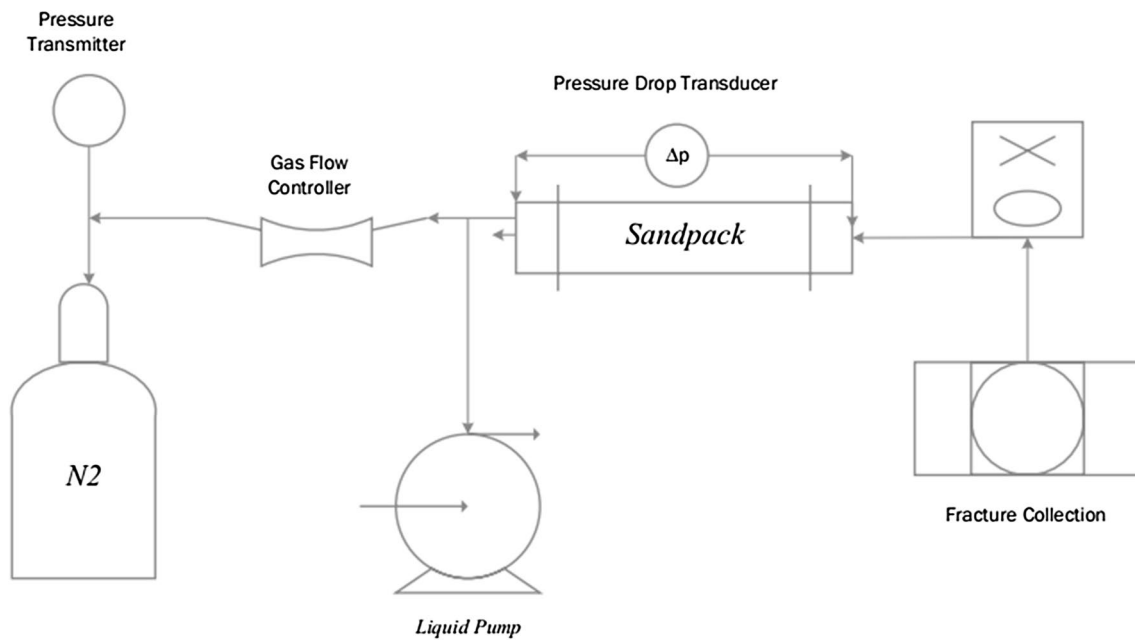 Pressure
Transmitter
Pressure Drop Transducer
Gas Flow
Controller
Δp
Sandpack
N2
Fracture Collection
Liquid Pump